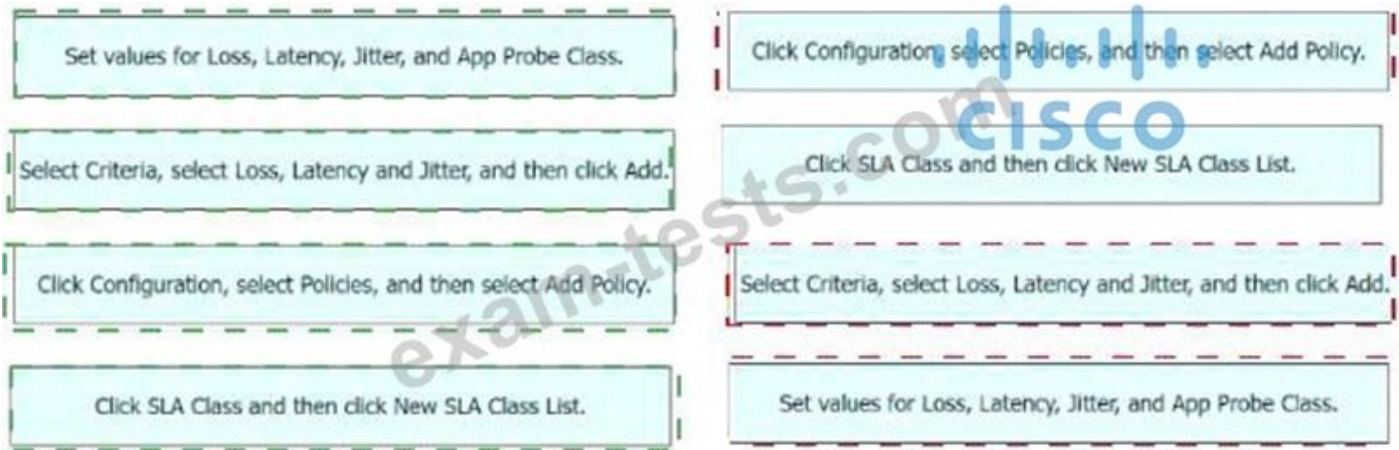 Set values for Loss, Latency, Jitter, and App Probe Class.
Select Criteria, select Loss, Latency and Jitter, and then click Add.
Click Configuration, select Policies, and then select Add Policy.
Click SLA Class and then click New SLA Class List.
Click Configuration, select Policies, and then select Add Policy.
Click SLA Class and then click New SLA Class List.
Select Criteria, select Loss, Latency and Jitter, and then click Add.
Set values for Loss, Latency, Jitter, and App Probe Class.
CISCO
exam-tests.com